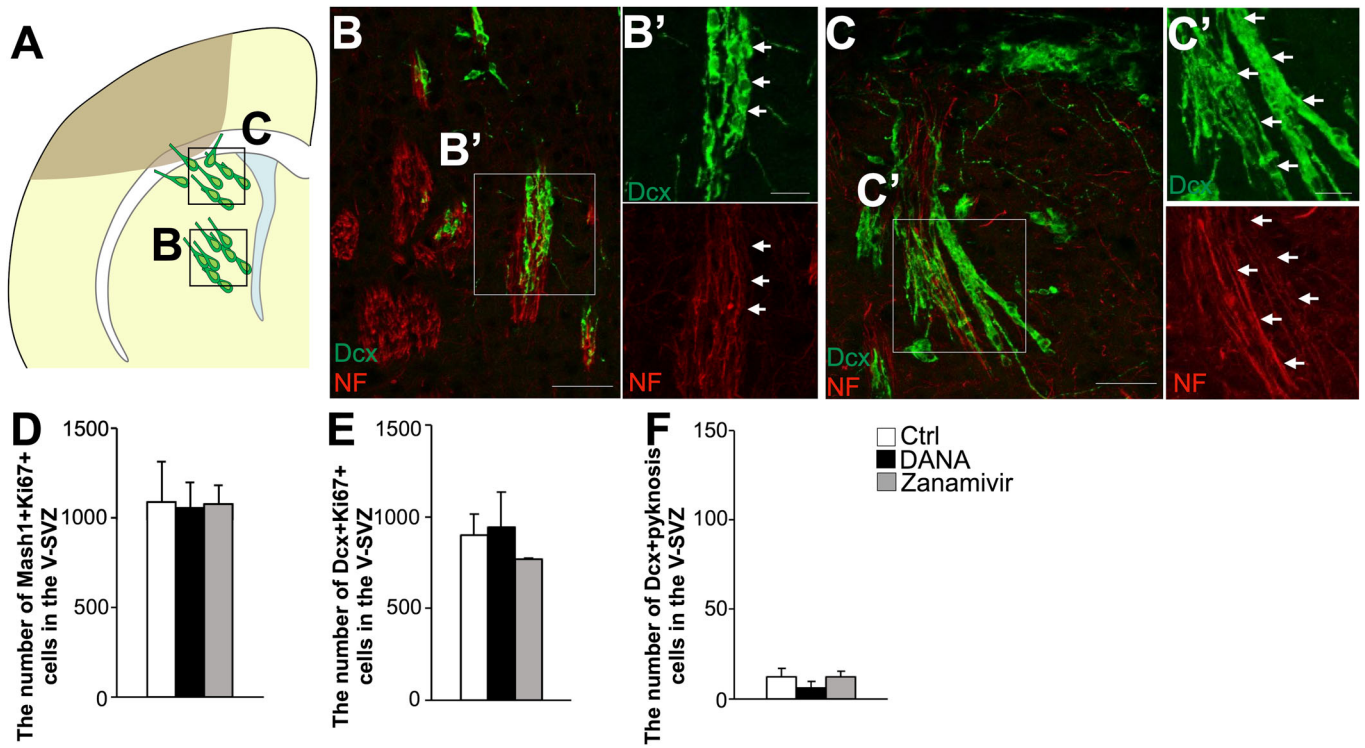 A
C
B
B
B'
Dcx
NF
B'
Dcx
NF
C
C'
Dcx
NF
C'
Dcx
NF
D
The number of Mash1+Ki67+
cells in the V-SVZ
1500
1000
500
0
E
The number of Dcx+Ki67+
cells in the V-SVZ
1500
1000
500
0
F
The number of Dcx+pyknosis
cells in the V-SVZ
150
100
50
0
Ctrl
DANA
Zanamivir